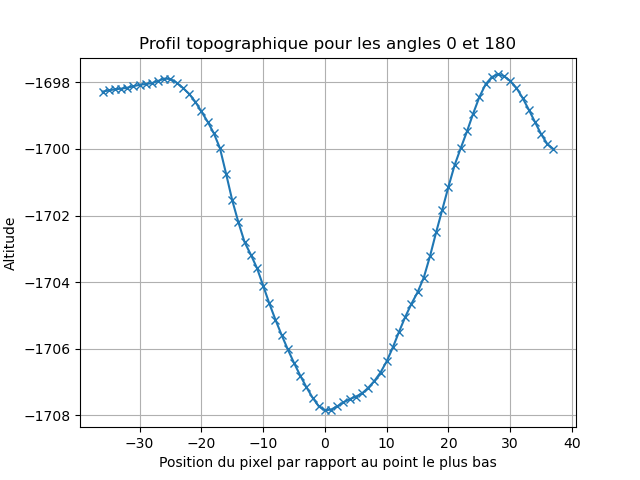 Profil topographique pour les angles 0 et 180
−1698
−1700
−1702
−1704
−1706
−1708
Altitude
−30 −20 −10 0 10 20 30 40
Position du pixel par rapport au point le plus bas